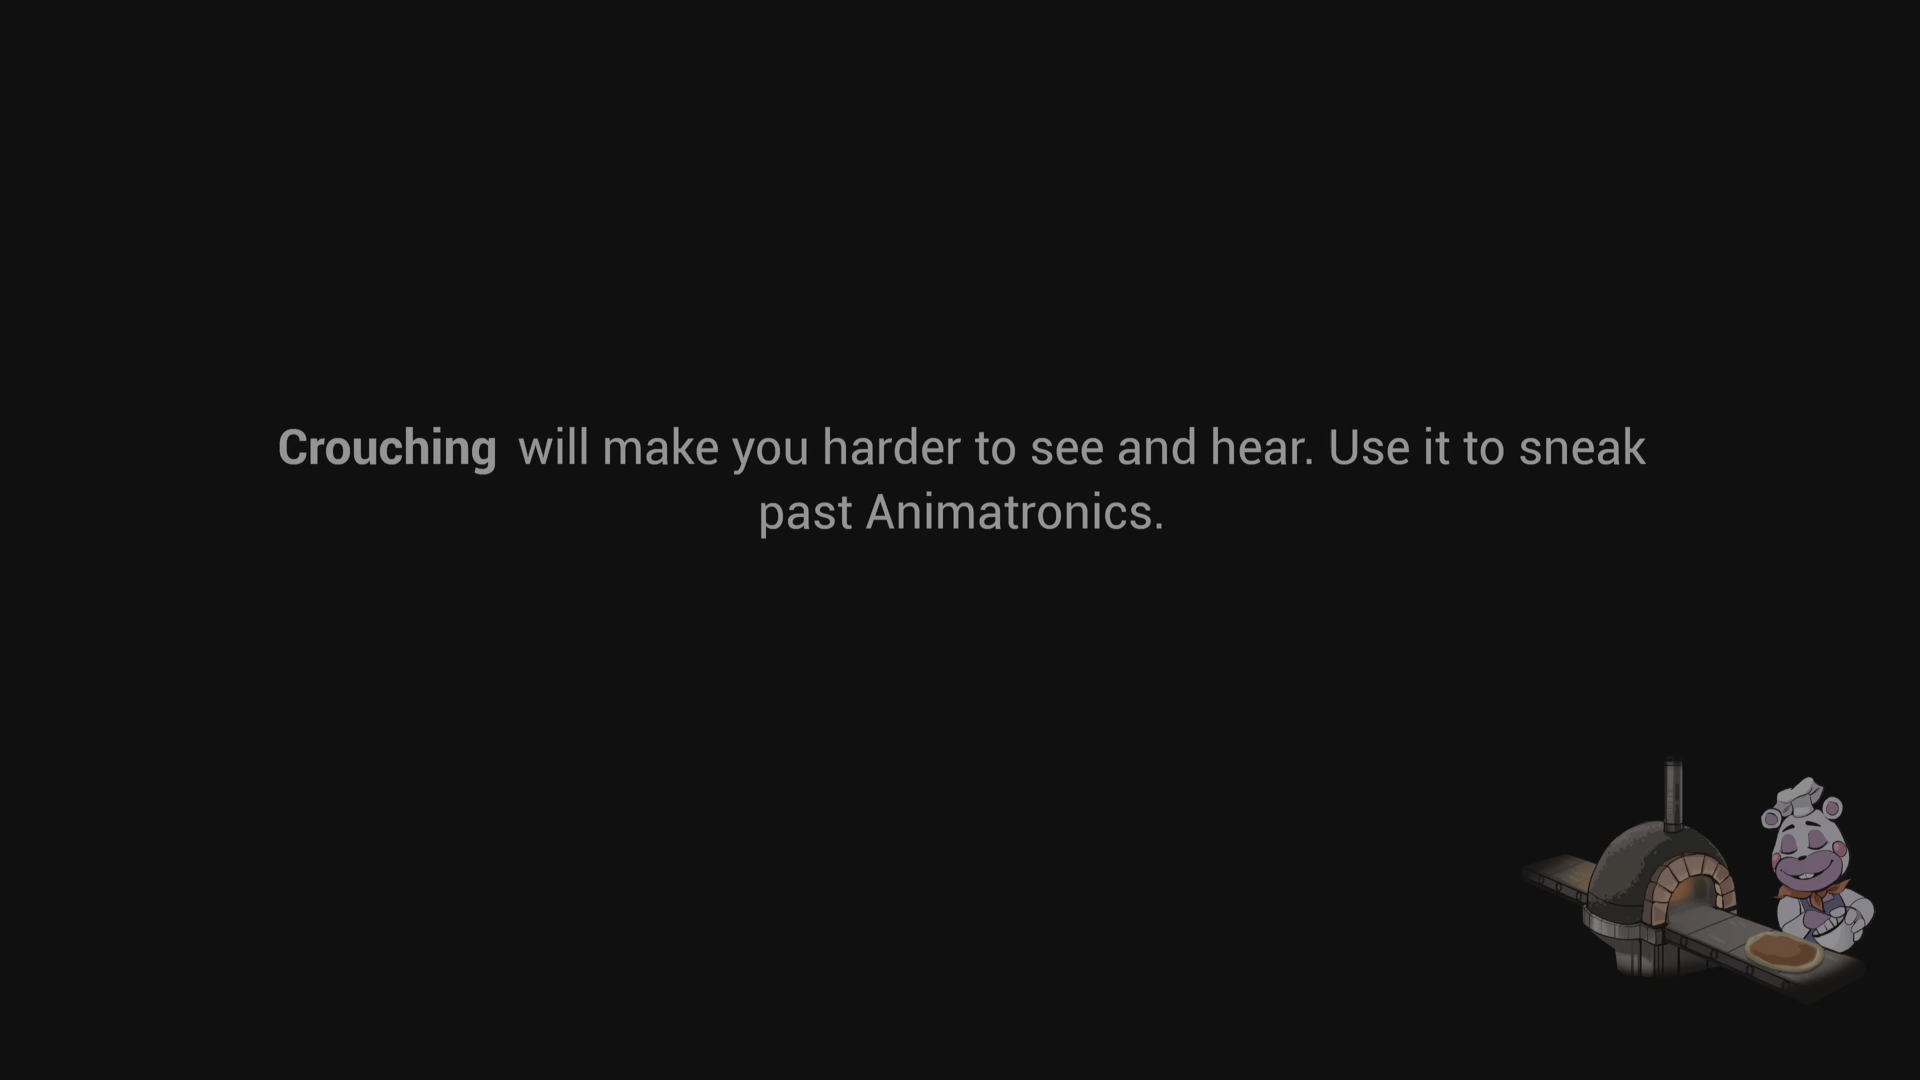 Crouching will make you harder to see and hear. Use it to sneak
past Animatronics.